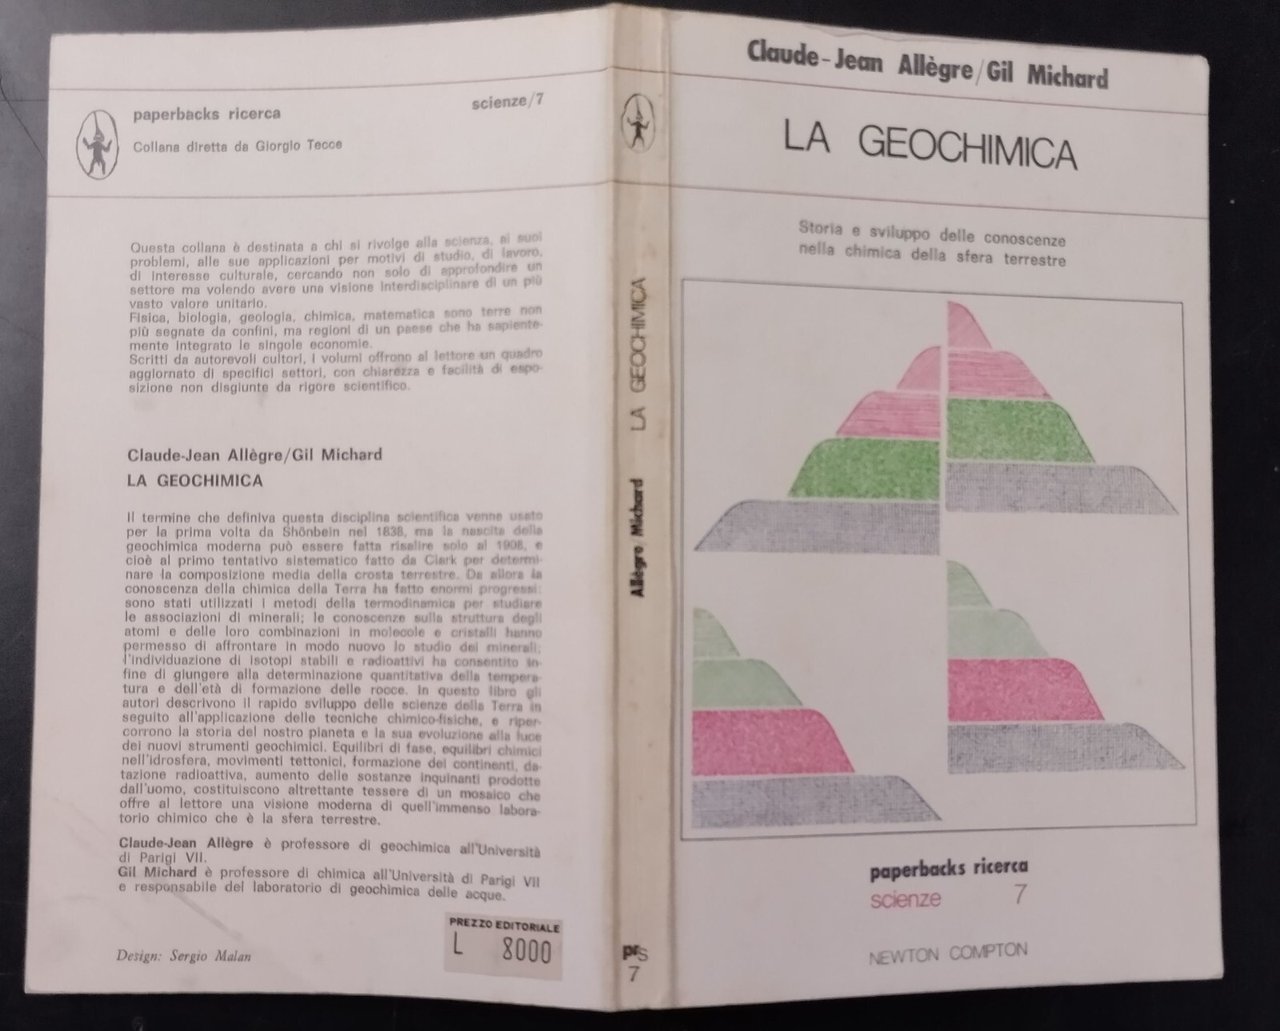 paperbacks ricerca
scienze/7
Collana diretta da Giorgio Tecce
Questa collana è destinata a chi si rivolge alla scienza, ai suoi
problemi, alle sue applicazioni per motivi di studio, di lavoro,
di interesse culturale, cercando non solo di approfondire un
settore ma volendo avere una visione interdisciplinare di un più
vasto valore unitario.
Fisica, biologia, geologia, chimica, matematica sono terre non
più segnate da confini, ma regioni di un paese che ha sapiente-
mente integrato le singole economie.
Scritti da autorevoli cultori, i volumi offrono al lettore un quadro
aggiornato di specifici settori, con chiarezza e facilità di espo-
sizione non disgiunte da rigore scientifico.
Claude-Jean Allègre/Gil Michard
LA GEOCHIMICA
Il termine che definiva questa disciplina scientifica venne usato
per la prima volta da Shönbein nel 1838, ma la nascita della
geochimica moderna può essere fatta risalire solo al 1908, e
cioè al primo tentativo sistematico fatto da Clark per determi-
nare la composizione media della crosta terrestre. Da allora la
conoscenza della chimica della Terra ha fatto enormi progressi:
sono stati utilizzati i metodi della termodinamica per studiare
le associazioni di minerali; le conoscenze sulla struttura degli
atomi e delle loro combinazioni in molecole e cristalli hanno
permesso di affrontare in modo nuovo lo studio dei minerali;
l'individuazione di isotopi stabili e radioattivi ha consentito in-
fine di giungere alla determinazione quantitativa della tempera-
tura e dell'età di formazione delle rocce. In questo libro gli
autori descrivono il rapido sviluppo delle scienze della Terra in
seguito all'applicazione delle tecniche chimico-fisiche, e riper-
corrono la storia del nostro pianeta e la sua evoluzione alla luce
dei nuovi strumenti geochimici. Equilibri di fase, equilibri chimici
nell'idrosfera, movimenti tettonici, formazione dei continenti, da-
tazione radioattiva, aumento delle sostanze inquinanti prodotte
dall'uomo, costituiscono altrettante tessere di un mosaico che
offre al lettore una visione moderna di quell'immenso labora-
torio chimico che è la sfera terrestre.
Claude-Jean Allègre è professore di geochimica all'Università
di Parigi VII.
Gil Michard è professore di chimica all'Università di Parigi VII
e responsabile del laboratorio di geochimica delle acque.
Design: Sergio Malan
PREZZO EDITORIALE
L 8000
Allègre/Michard LA GEOCHIMICA
prs
7
Claude-Jean Allègre/Gil Michard
LA GEOCHIMICA
Storia e sviluppo delle conoscenze
nella chimica della sfera terrestre
paperbacks ricerca
scienze 7
NEWTON COMPTON